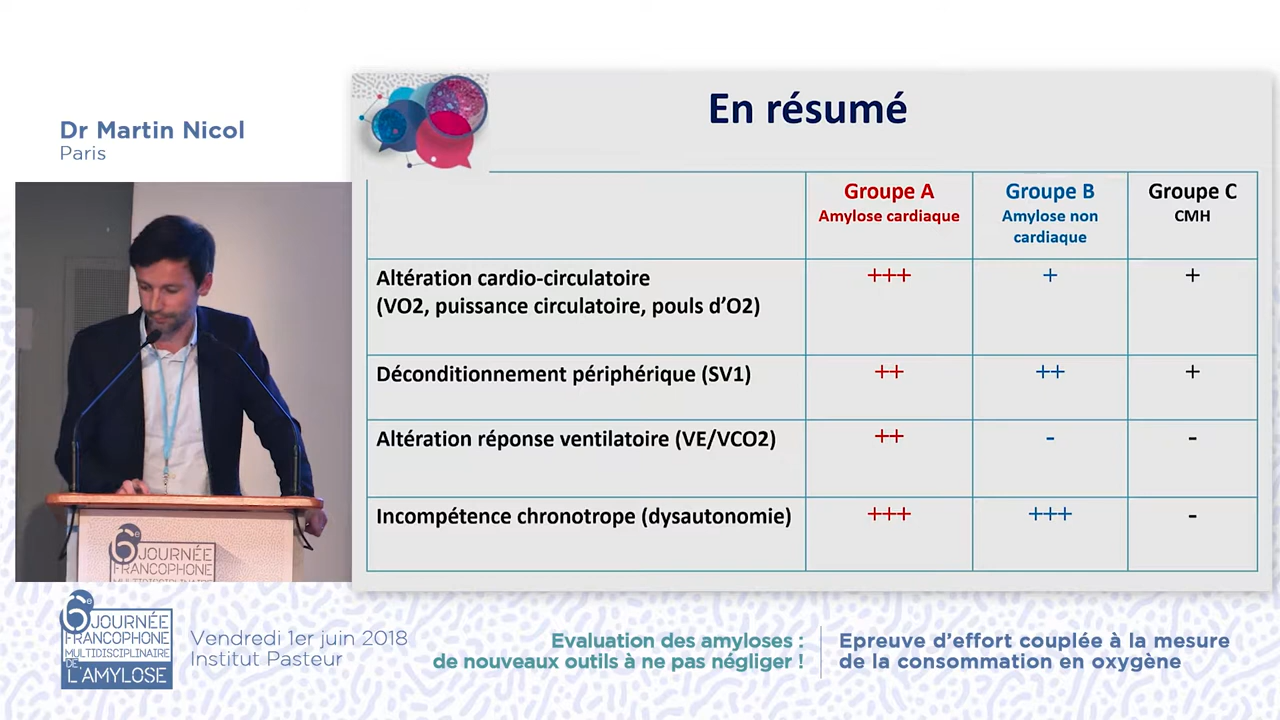 Dr Martin Nicol
Paris
En résumé
Groupe A
Amylose cardiaque
Groupe B
Amylose non
cardiaque
Groupe C
CMH
Altération cardio-circulatoire
(VO2, puissance circulatoire, pouls d’O2)
+++
+
+
Déconditionnement périphérique (SV1)
++
++
+
Altération réponse ventilatoire (VE/VCO2)
++
-
-
Incompétence chronotrope (dysautonomie)
+++
+++
-
6e
JOURNÉE
FRANCOPHONE
MULTIDISCIPLINAIRE
6e
JOURNÉE
FRANCOPHONE
MULTIDISCIPLINAIRE
DE
L'AMYLOSE
Vendredi 1er juin 2018
Institut Pasteur
Evaluation des amyloses :
de nouveaux outils à ne pas négliger !
Epreuve d’effort couplée à la mesure
de la consommation en oxygène